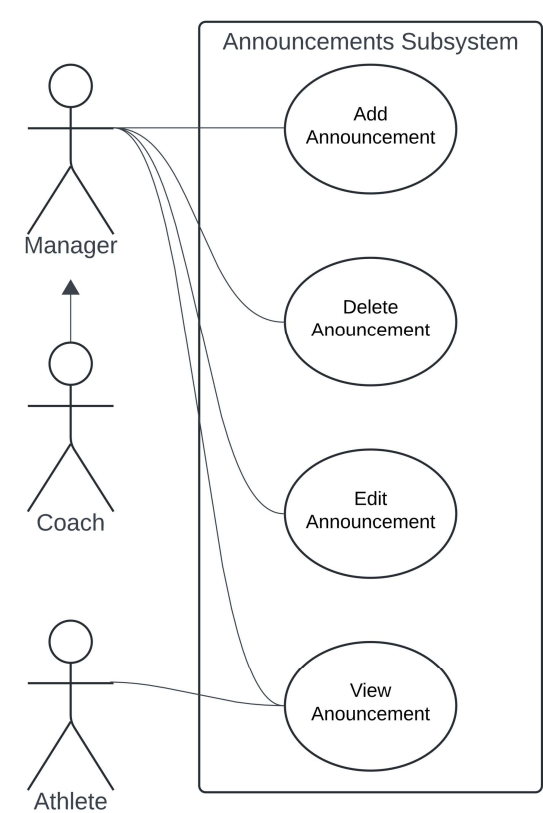 Announcements Subsystem
Add
Announcement
Manager
Delete
Anouncement
Coach
Edit
Announcement
View
Anouncement
Athlete